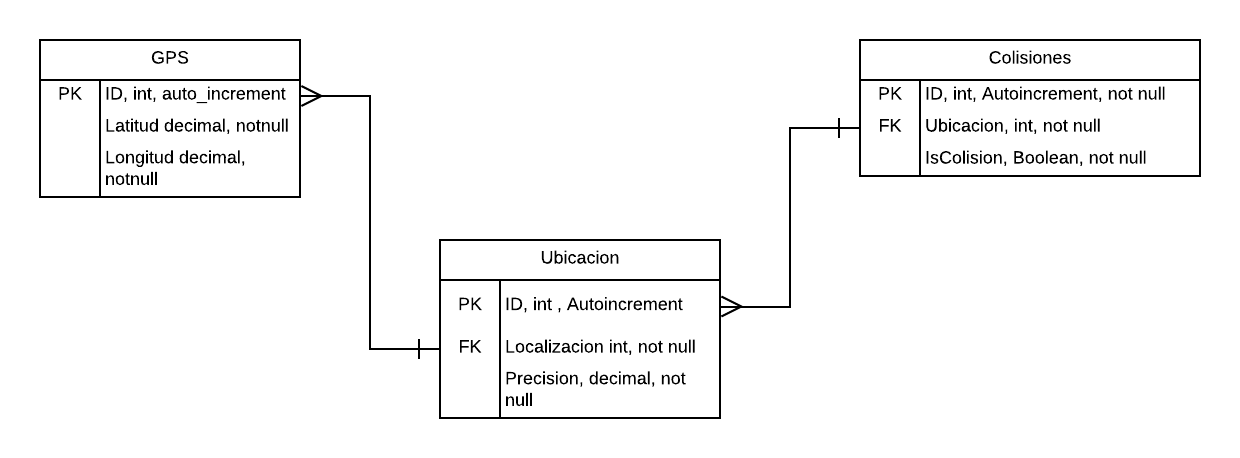 GPS
PK ID, int, auto_increment
Latitud decimal, notnull
Longitud decimal,
notnull
Colisiones
PK ID, int, Autoincrement, not null
FK Ubicacion, int, not null
IsColision, Boolean, not null
Ubicacion
PK ID, int , Autoincrement
FK Localizacion int, not null
Precision, decimal, not
null